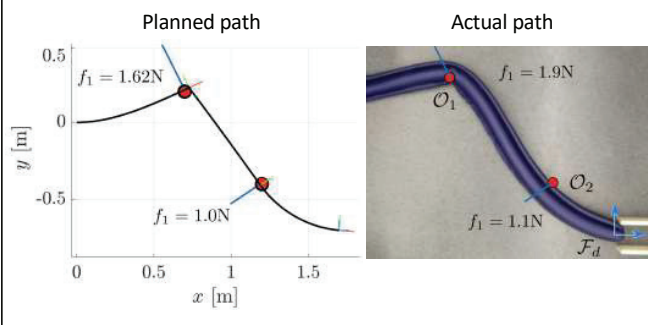 Planned path
Actual path
0.5
0
-0.5
y [m]
0
0.5
1
1.5
x [m]
f₁ = 1.62N
f₁ = 1.0N
f₁ = 1.9N
𝒪₁
𝒪₂
f₁ = 1.1N
ℱ_d